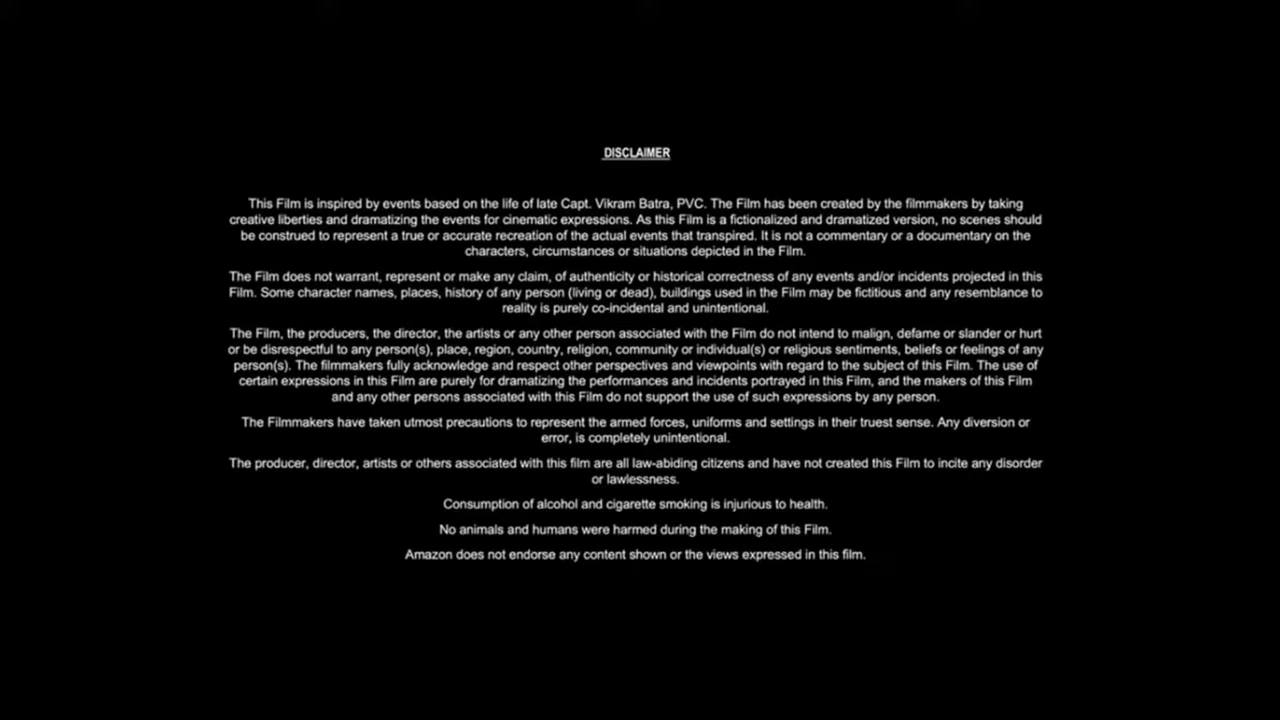 DISCLAIMER
This Film is inspired by events based on the life of late Capt. Vikram Batra, PVC. The Film has been created by the filmmakers by taking
creative liberties and dramatizing the events for cinematic expressions. As this Film is a fictionalized and dramatized version, no scenes should
be construed to represent a true or accurate recreation of the actual events that transpired. It is not a commentary or a documentary on the
characters, circumstances or situations depicted in the Film.
The Film does not warrant, represent or make any claim, of authenticity or historical correctness of any events and/or incidents projected in this
Film. Some character names, places, history of any person (living or dead), buildings used in the Film may be fictitious and any resemblance to
reality is purely co-incidental and unintentional.
The Film, the producers, the director, the artists or any other person associated with the Film do not intend to malign, defame or slander or hurt
or be disrespectful to any person(s), place, region, country, religion, community or individual(s) or religious sentiments, beliefs or feelings of any
person(s). The filmmakers fully acknowledge and respect other perspectives and viewpoints with regard to the subject of this Film. The use of
certain expressions in this Film are purely for dramatizing the performances and incidents portrayed in this Film, and the makers of this Film
and any other persons associated with this Film do not support the use of such expressions by any person.
The Filmmakers have taken utmost precautions to represent the armed forces, uniforms and settings in their truest sense. Any diversion or
error, is completely unintentional.
The producer, director, artists or others associated with this film are all law-abiding citizens and have not created this Film to incite any disorder
or lawlessness.
Consumption of alcohol and cigarette smoking is injurious to health.
No animals and humans were harmed during the making of this Film.
Amazon does not endorse any content shown or the views expressed in this film.